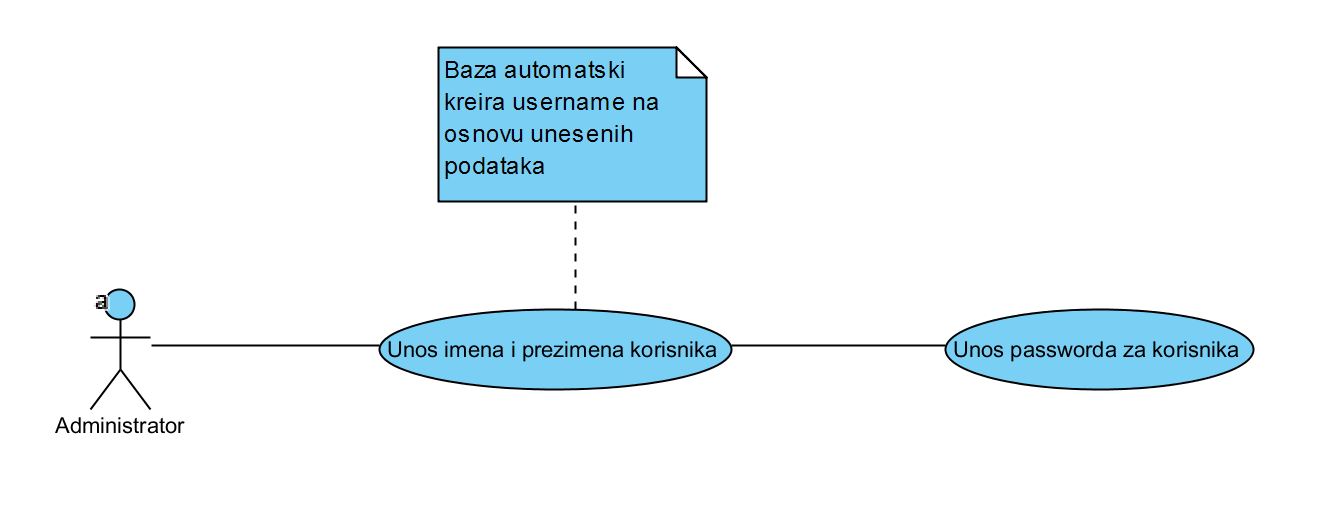 Baza automatski
kreira username na
osnovu unesenih
podataka
a
Unos imena i prezimena korisnika
Unos passworda za korisnika
Administrator